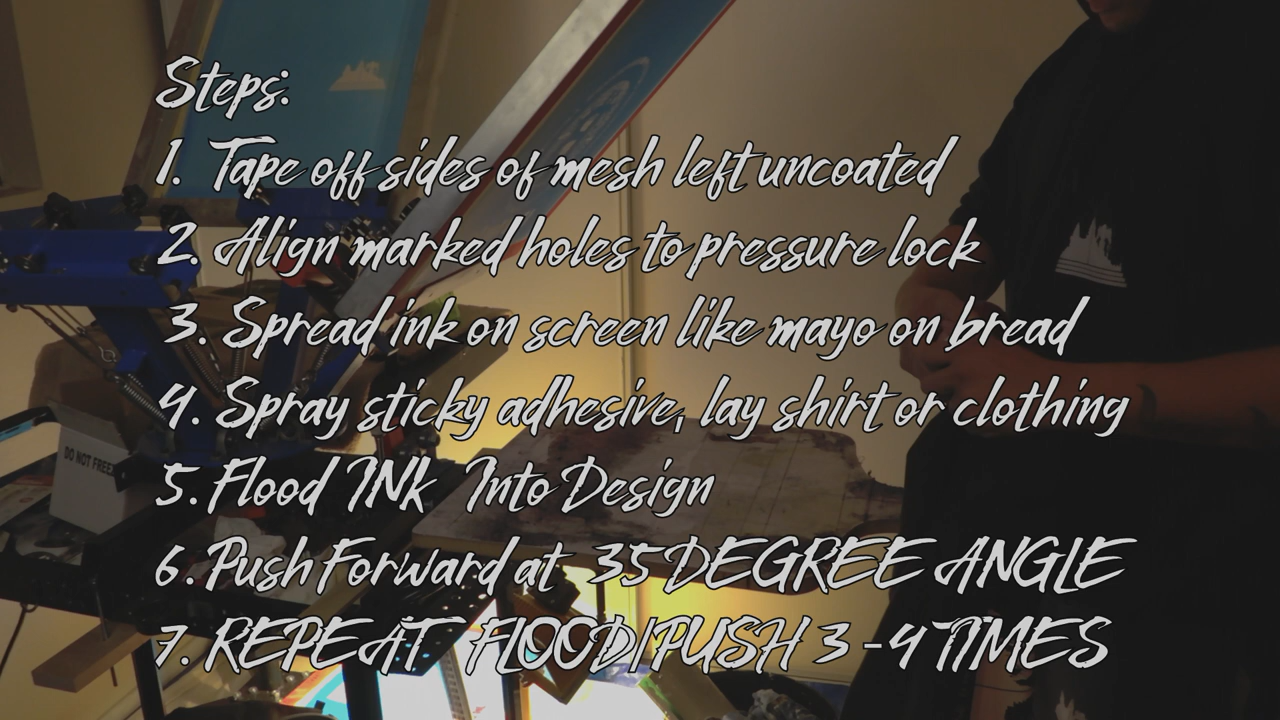 Steps:
1. Tape off sides of mesh left uncoated
2. Align marked holes to pressure lock
3. Spread ink on screen like mayo on bread
4. Spray sticky adhesive, lay shirt or clothing
5. Flood INk Into Design
6. Push Forward at 35 DEGREE ANGLE
7. REPEAT FLOOD/PUSH 3-4 TIMES
DO NOT FREEZ